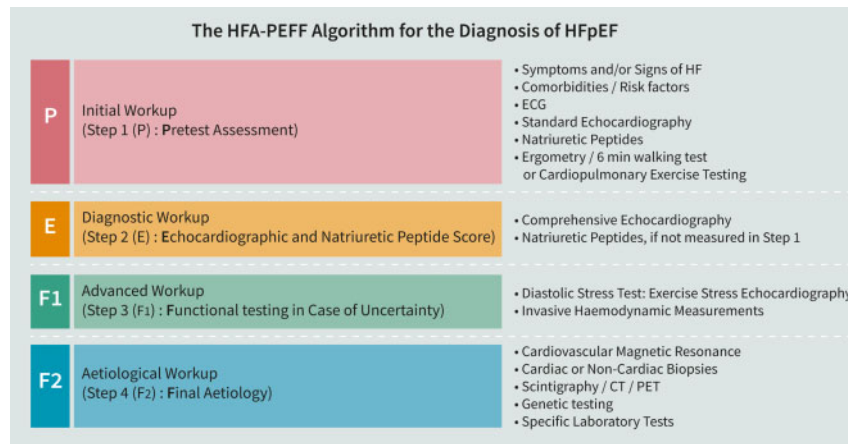 The HFA-PEFF Algorithm for the Diagnosis of HFpEF
P
Initial Workup
(Step 1 (P) : Pretest Assessment)
• Symptoms and/or Signs of HF
• Comorbidities / Risk factors
• ECG
• Standard Echocardiography
• Natriuretic Peptides
• Ergometry / 6 min walking test
or Cardiopulmonary Exercise Testing
E
Diagnostic Workup
(Step 2 (E) : Echocardiographic and Natriuretic Peptide Score)
• Comprehensive Echocardiography
• Natriuretic Peptides, if not measured in Step 1
F1
Advanced Workup
(Step 3 (F1) : Functional testing in Case of Uncertainty)
• Diastolic Stress Test: Exercise Stress Echocardiography
• Invasive Haemodynamic Measurements
F2
Aetiological Workup
(Step 4 (F2) : Final Aetiology)
• Cardiovascular Magnetic Resonance
• Cardiac or Non-Cardiac Biopsies
• Scintigraphy / CT / PET
• Genetic testing
• Specific Laboratory Tests